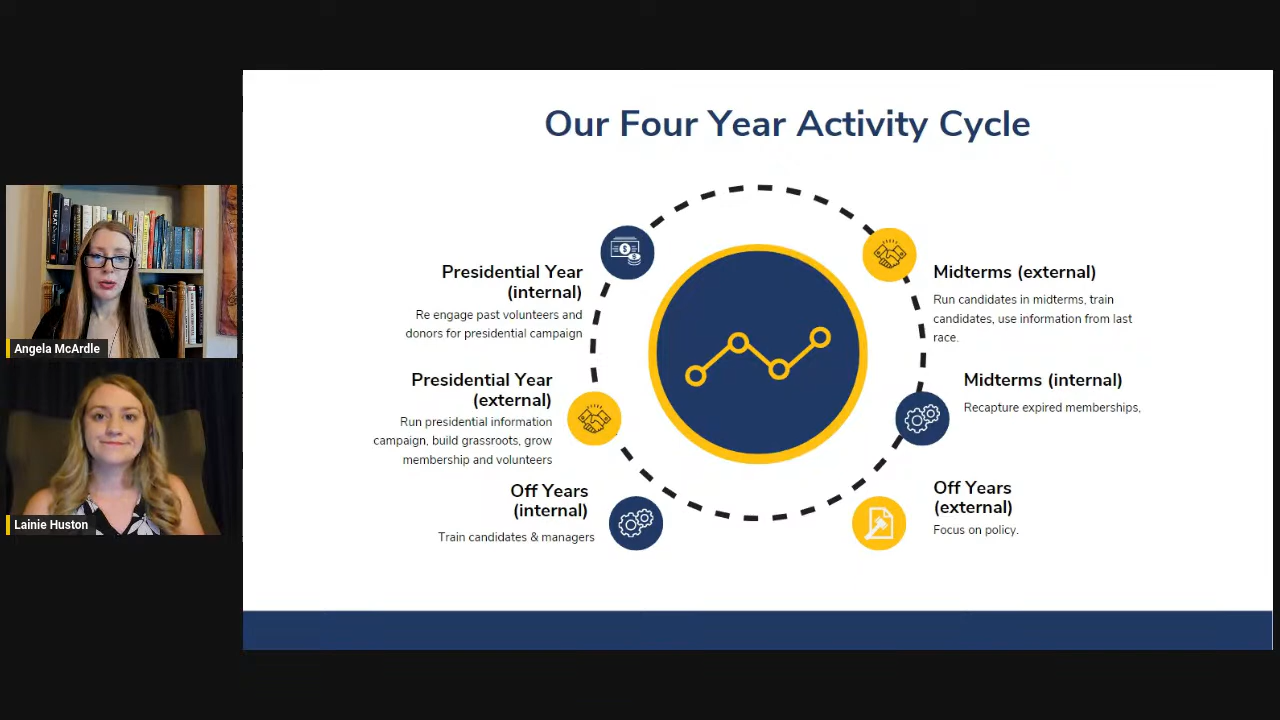 Our Four Year Activity Cycle
Presidential Year
(internal)
Re engage past volunteers and
donors for presidential campaign
Presidential Year
(external)
Run presidential information
campaign, build grassroots, grow
membership and volunteers
Off Years
(internal)
Train candidates & managers
Midterms (external)
Run candidates in midterms, train
candidates, use information from last
race.
Midterms (internal)
Recapture expired memberships,
Off Years
(external)
Focus on policy.
Angela McArdle
Lainie Huston